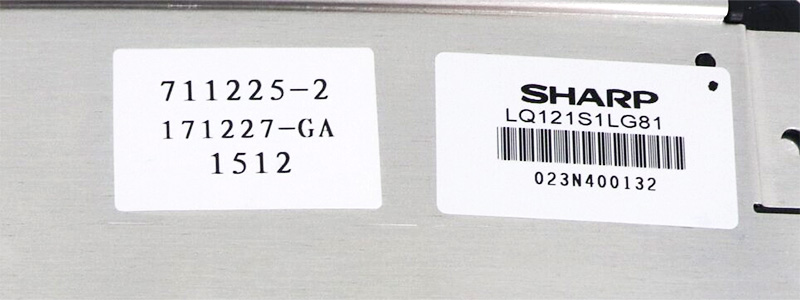 711225-2
171227-GA
1512
SHARP
LQ121S1LG81
023N400132